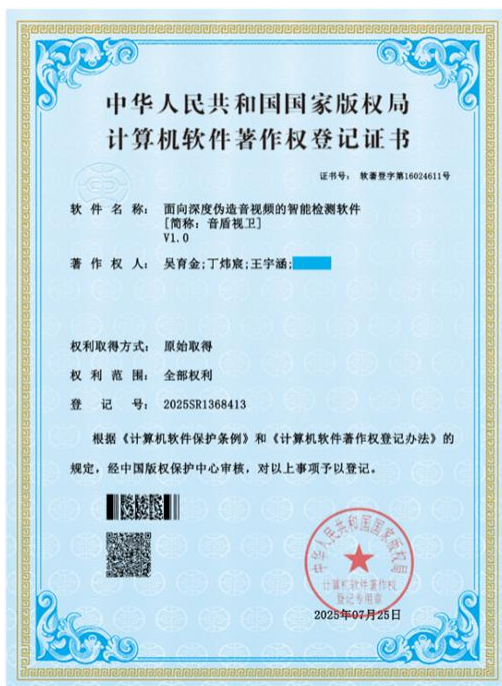 中华人民共和国国家版权局
计算机软件著作权登记证书
证书号： 软著登字第16024611号
软件名称： 面向深度伪造音视频的智能检测软件
[简称：音盾视卫]
V1.0
著作权人： 吴育金;丁炜宸;王宇涵;
权利取得方式： 原始取得
权利范围： 全部权利
登记号： 2025SR1368413
根据《计算机软件保护条例》和《计算机软件著作权登记办法》的
规定，经中国版权保护中心审核，对以上事项予以登记。
中华人民共和国国家版权局
计算机软件著作权
登记专用章
2025年07月25日